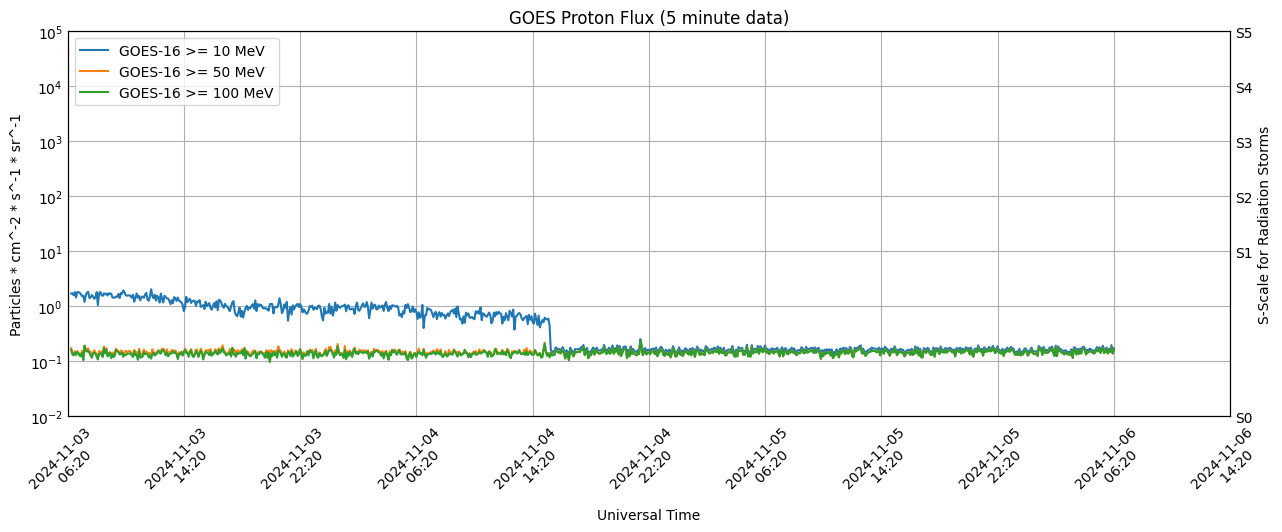 GOES Proton Flux (5 minute data)
GOES-16 >= 10 MeV
GOES-16 >= 50 MeV
GOES-16 >= 100 MeV
Particles * cm^-2 * s^-1 * sr^-1
10^5
10^4
10^3
10^2
10^1
10^0
10^-1
10^-2
S5
S4
S3
S2
S1
S0
S-Scale for Radiation Storms
2024-11-03
06:20
2024-11-03
14:20
2024-11-03
22:20
2024-11-04
06:20
2024-11-04
14:20
2024-11-04
22:20
2024-11-05
06:20
2024-11-05
14:20
2024-11-05
22:20
2024-11-06
06:20
2024-11-06
14:20
Universal Time